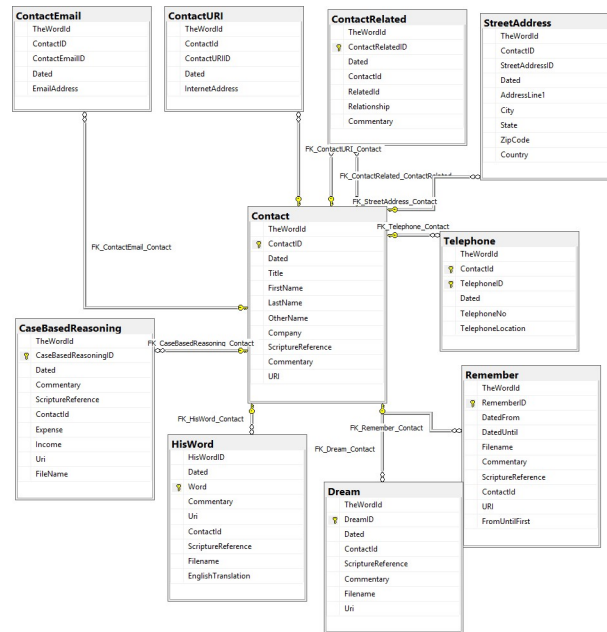 ContactEmail
TheWordId
ContactID
ContactEmailID
Dated
EmailAddress
ContactURI
TheWordId
ContactId
ContactURIID
Dated
InternetAddress
ContactRelated
TheWordId
ContactRelatedID
Dated
ContactId
RelatedId
Relationship
Commentary
StreetAddress
TheWordId
ContactID
StreetAddressID
Dated
AddressLine1
City
State
ZipCode
Country
FK_ContactURI_Contact
FK_ContactRelated_ContactRelated
FK_StreetAddress_Contact
FK_Telephone_Contact
FK_ContactEmail_Contact
Contact
TheWordId
ContactID
Dated
Title
FirstName
LastName
OtherName
Company
ScriptureReference
Commentary
URI
Telephone
TheWordId
ContactId
TelephoneID
Dated
TelephoneNo
TelephoneLocation
CaseBasedReasoning
TheWordId
CaseBasedReasoningID
Dated
Commentary
ScriptureReference
ContactId
Expense
Income
Uri
FileName
FK_CaseBasedReasoning_Contact
FK_HisWord_Contact
FK_Remember_Contact
FK_Dream_Contact
Remember
TheWordId
RememberID
DatedFrom
DatedUntil
Filename
Commentary
ScriptureReference
ContactId
URI
FromUntilFirst
HisWord
HisWordID
Dated
Word
Commentary
Uri
ContactId
ScriptureReference
Filename
EnglishTranslation
Dream
TheWordId
DreamID
Dated
ContactId
ScriptureReference
Commentary
Filename
Uri